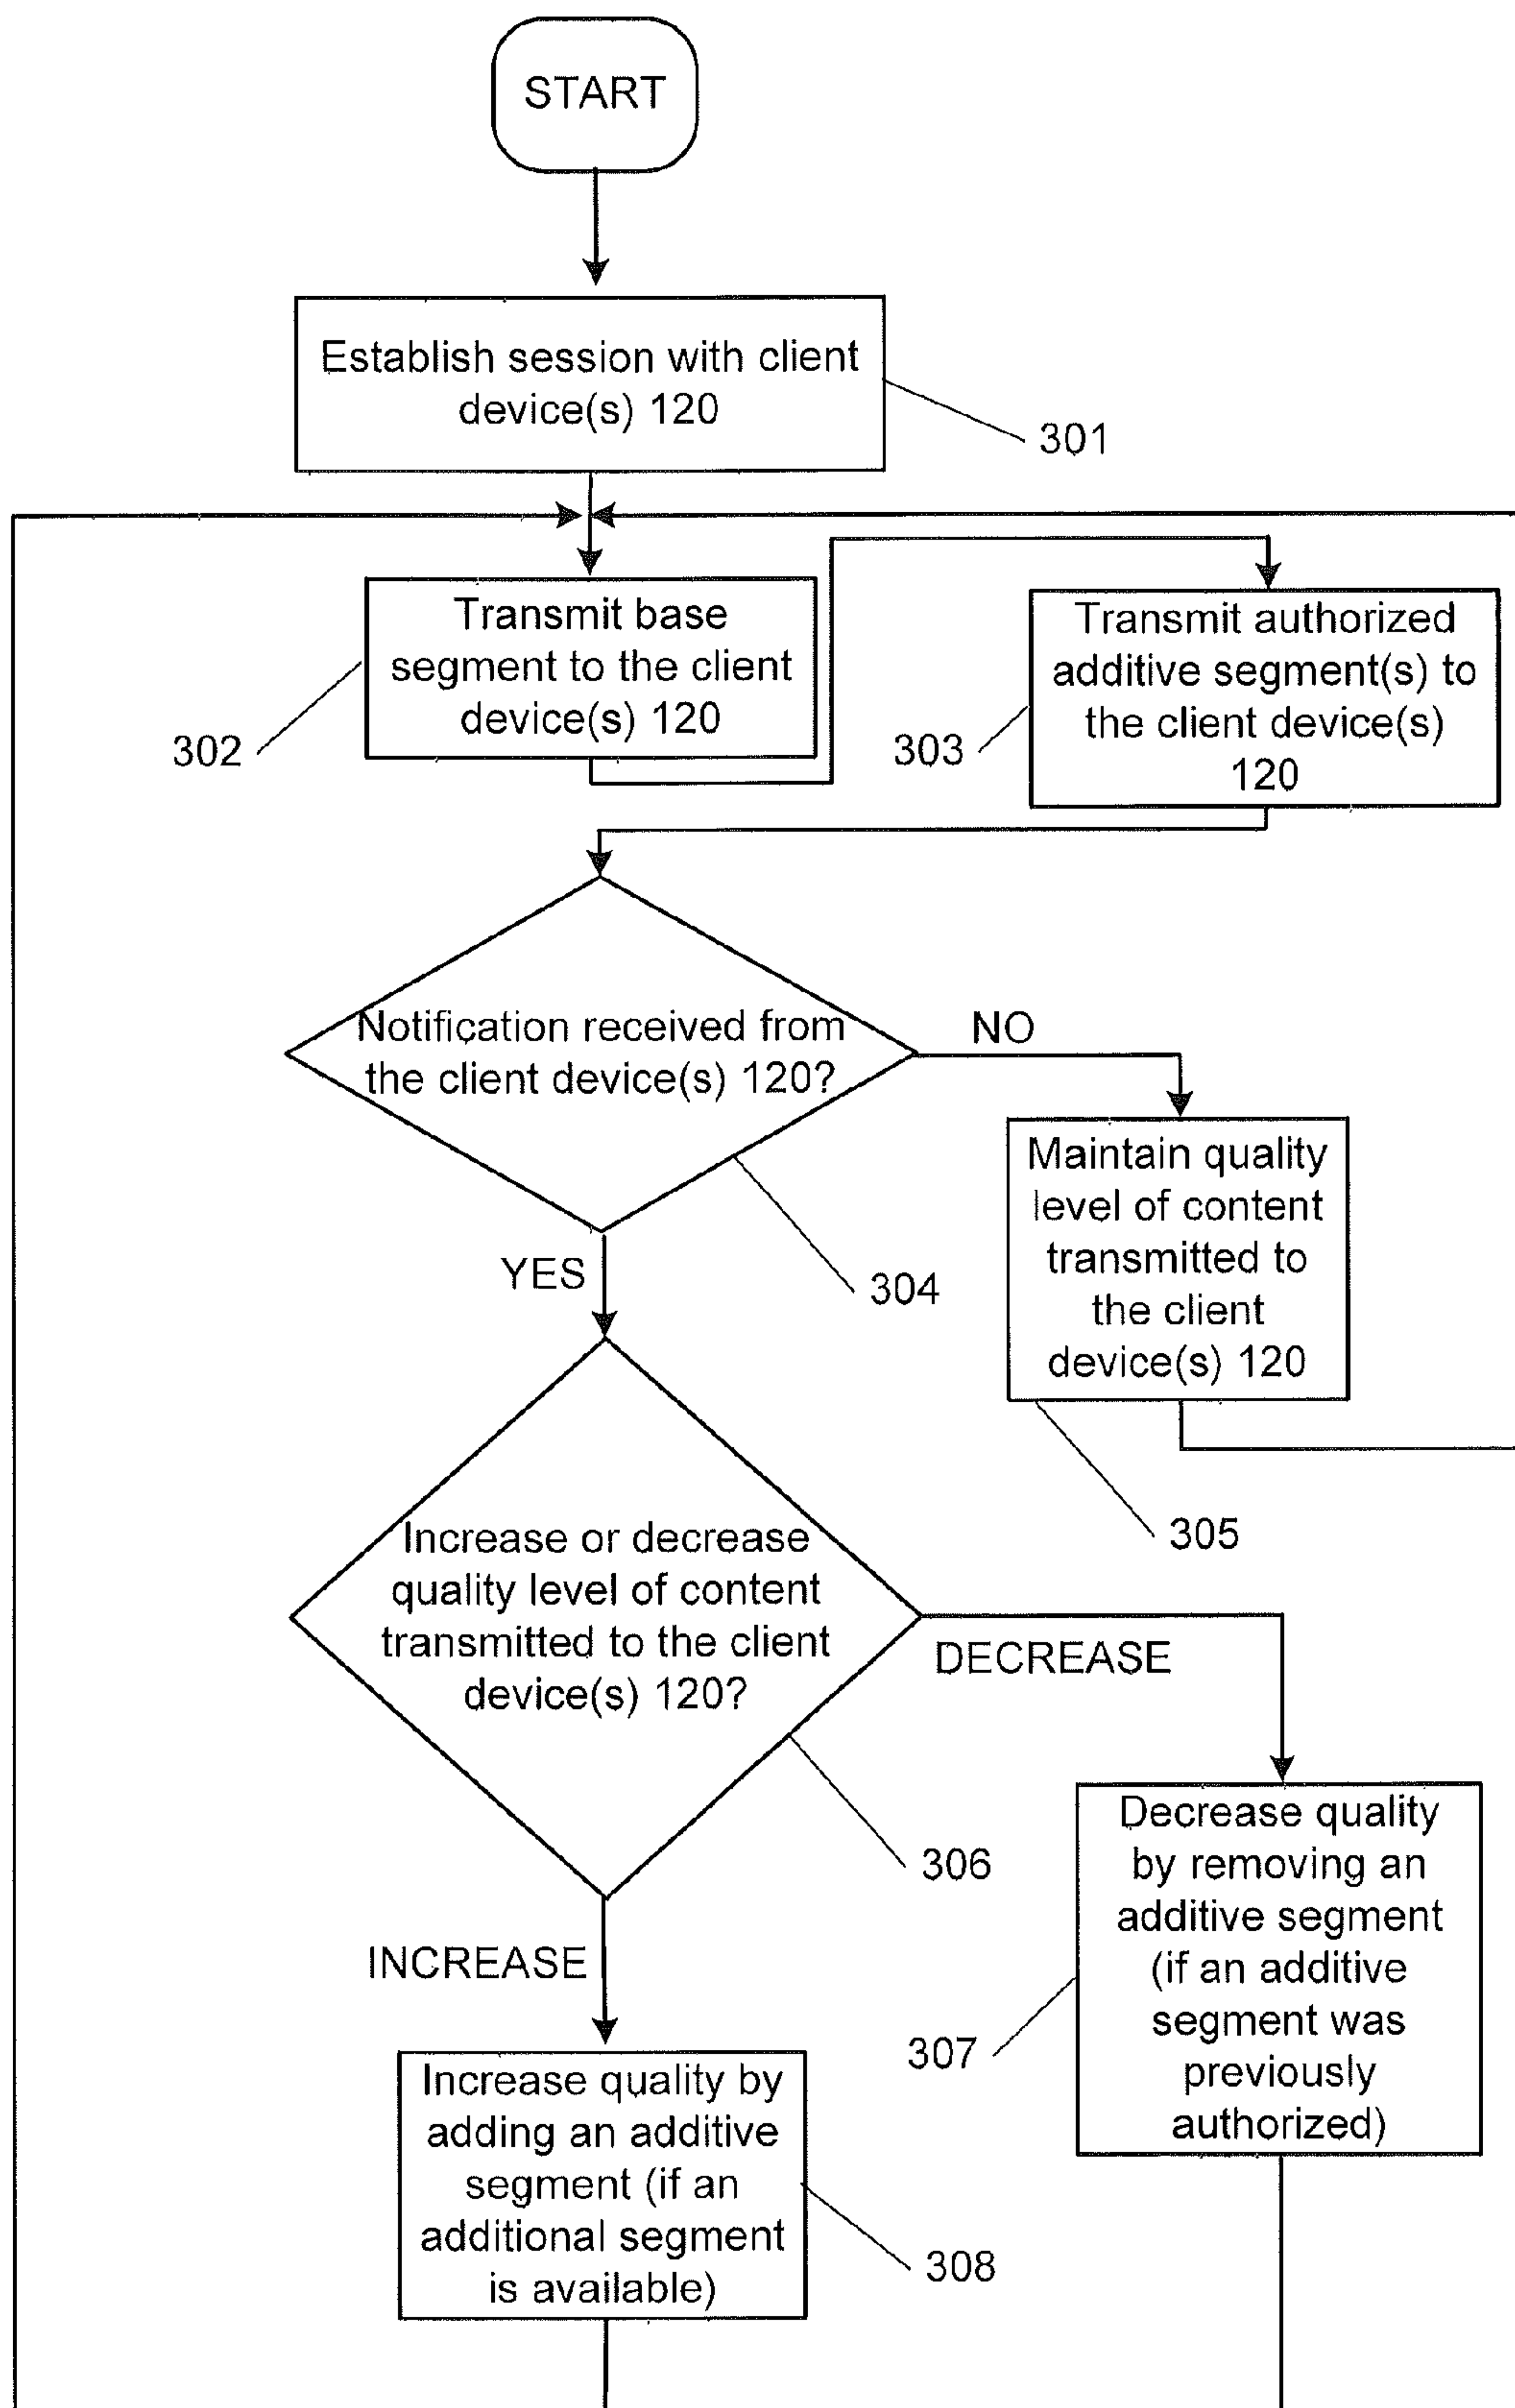 START
Establish session with client
device(s) 120
301
Transmit base
segment to the client
device(s) 120
302
Transmit authorized
additive segment(s) to
the client device(s)
120
303
Notification received from
the client device(s) 120?
304
NO
Maintain quality
level of content
transmitted to
the client
device(s) 120
305
YES
Increase or decrease
quality level of content
transmitted to the client
device(s) 120?
306
DECREASE
Decrease quality
by removing an
additive segment
(if an additive
segment was
previously
authorized)
307
INCREASE
Increase quality by
adding an additive
segment (if an
additional segment
is available)
308